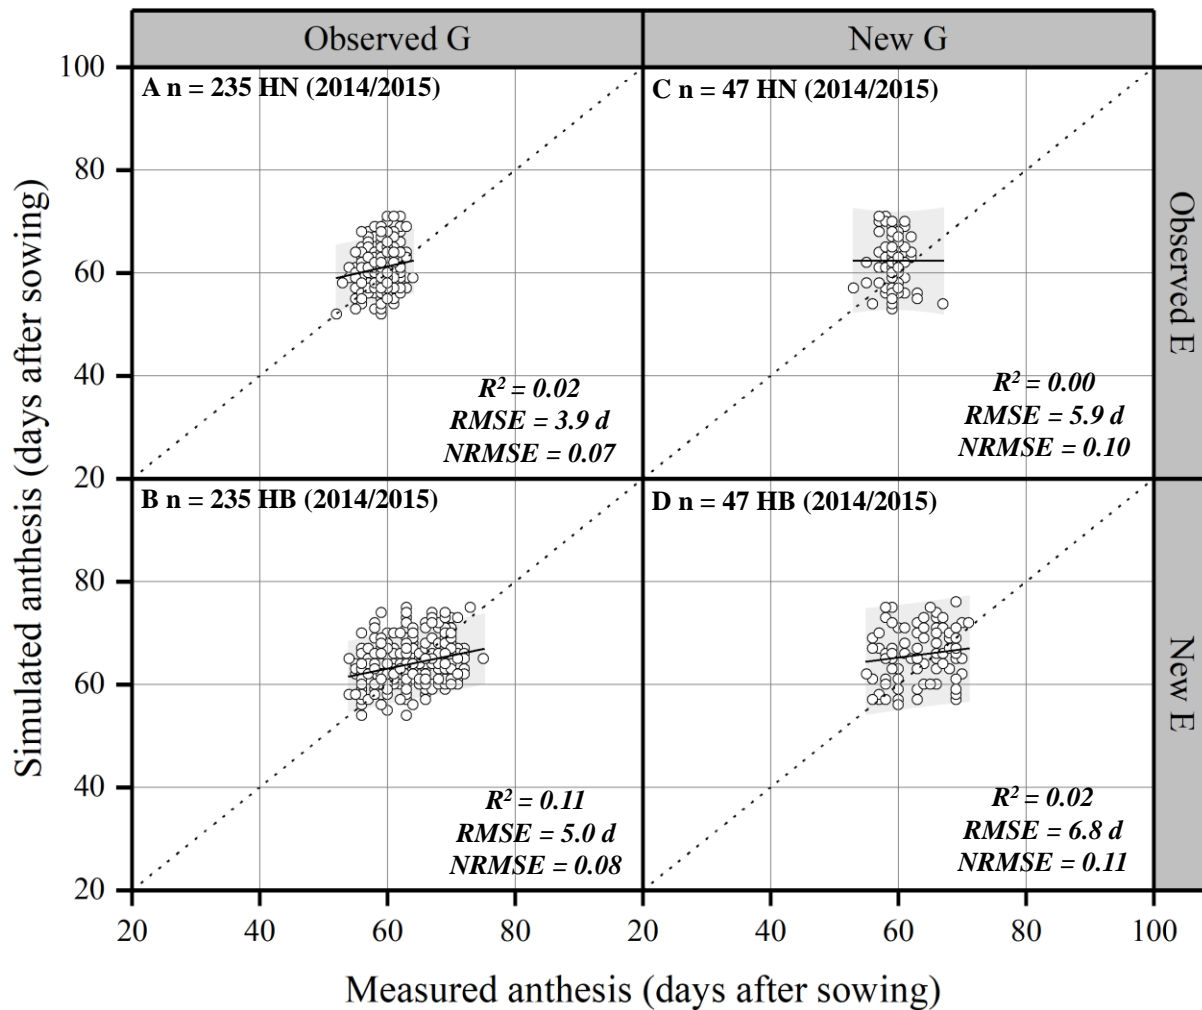 Observed G
New G
100
80
60
40
20
80
60
40
20
Simulated anthesis (days after sowing)
A n = 235 HN (2014/2015)
R² = 0.02
RMSE = 3.9 d
NRMSE = 0.07
C n = 47 HN (2014/2015)
R² = 0.00
RMSE = 5.9 d
NRMSE = 0.10
Observed E
B n = 235 HB (2014/2015)
R² = 0.11
RMSE = 5.0 d
NRMSE = 0.08
D n = 47 HB (2014/2015)
R² = 0.02
RMSE = 6.8 d
NRMSE = 0.11
New E
20
40
60
80
20
40
60
80
100
Measured anthesis (days after sowing)